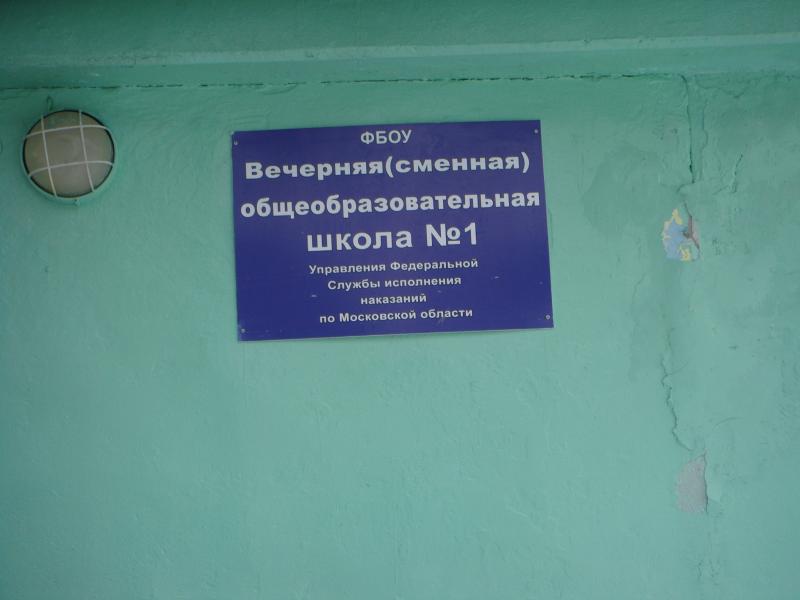 ФБОУ
Вечерняя(сменная)
общеобразовательная
школа №1
Управления Федеральной
Службы исполнения
наказаний
по Московской области